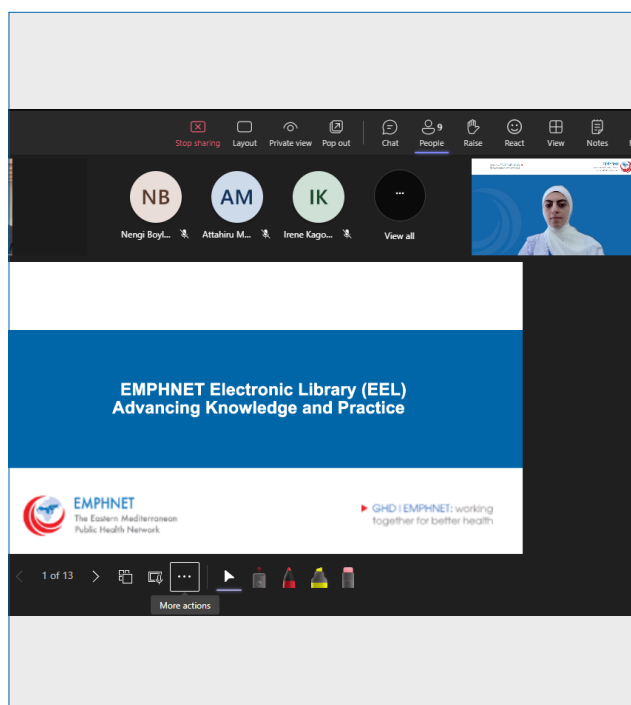 Stop sharing
Layout
Private view
Pop out
Chat
9
People
Raise
React
View
Notes
NB
AM
IK
...
Nengi Boyl...
Attahiru M...
Irene Kago...
View all
EMPHNET Electronic Library (EEL)
Advancing Knowledge and Practice
EMPHNET
The Eastern Mediterranean
Public Health Network
GHD I EMPHNET: working
together for better health
1 of 13
More actions